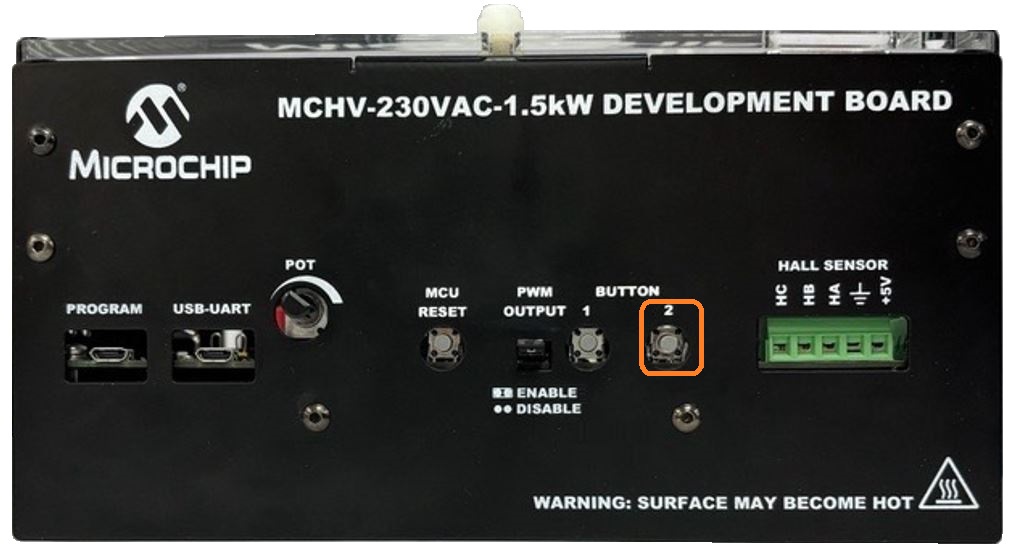 MICROCHIP®
MCHV-230VAC-1.5kW DEVELOPMENT BOARD
PROGRAM
USB-UART
POT
MCU
RESET
PWM
OUTPUT
BUTTON
1
2
ENABLE
DISABLE
HALL SENSOR
HC
HB
HA
+5V
WARNING: SURFACE MAY BECOME HOT